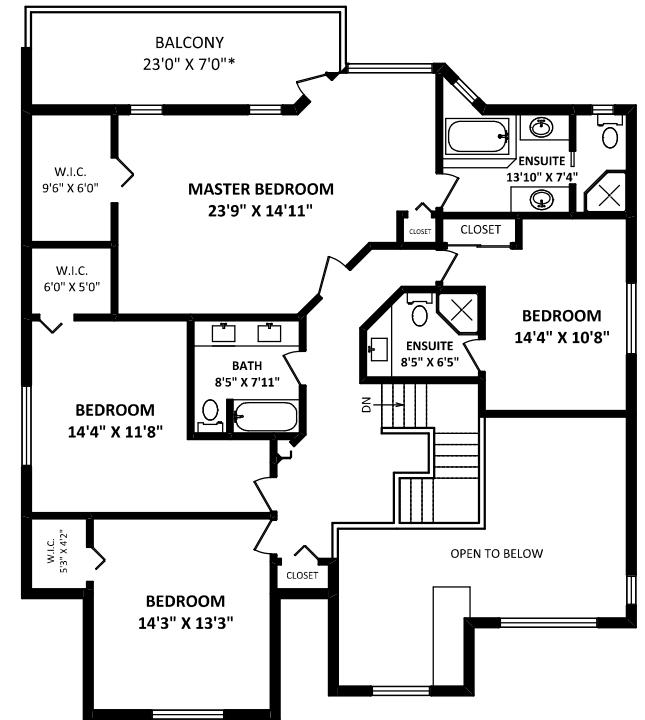 BALCONY
23'0" X 7'0"*
W.I.C.
9'6" X 6'0"
MASTER BEDROOM
23'9" X 14'11"
ENSUITE
13'10" X 7'4"
CLOSET
CLOSET
W.I.C.
6'0" X 5'0"
BEDROOM
14'4" X 10'8"
ENSUITE
8'5" X 6'5"
BATH
8'5" X 7'11"
BEDROOM
14'4" X 11'8"
DN
W.I.C.
5'3" X 4'2"
OPEN TO BELOW
CLOSET
BEDROOM
14'3" X 13'3"